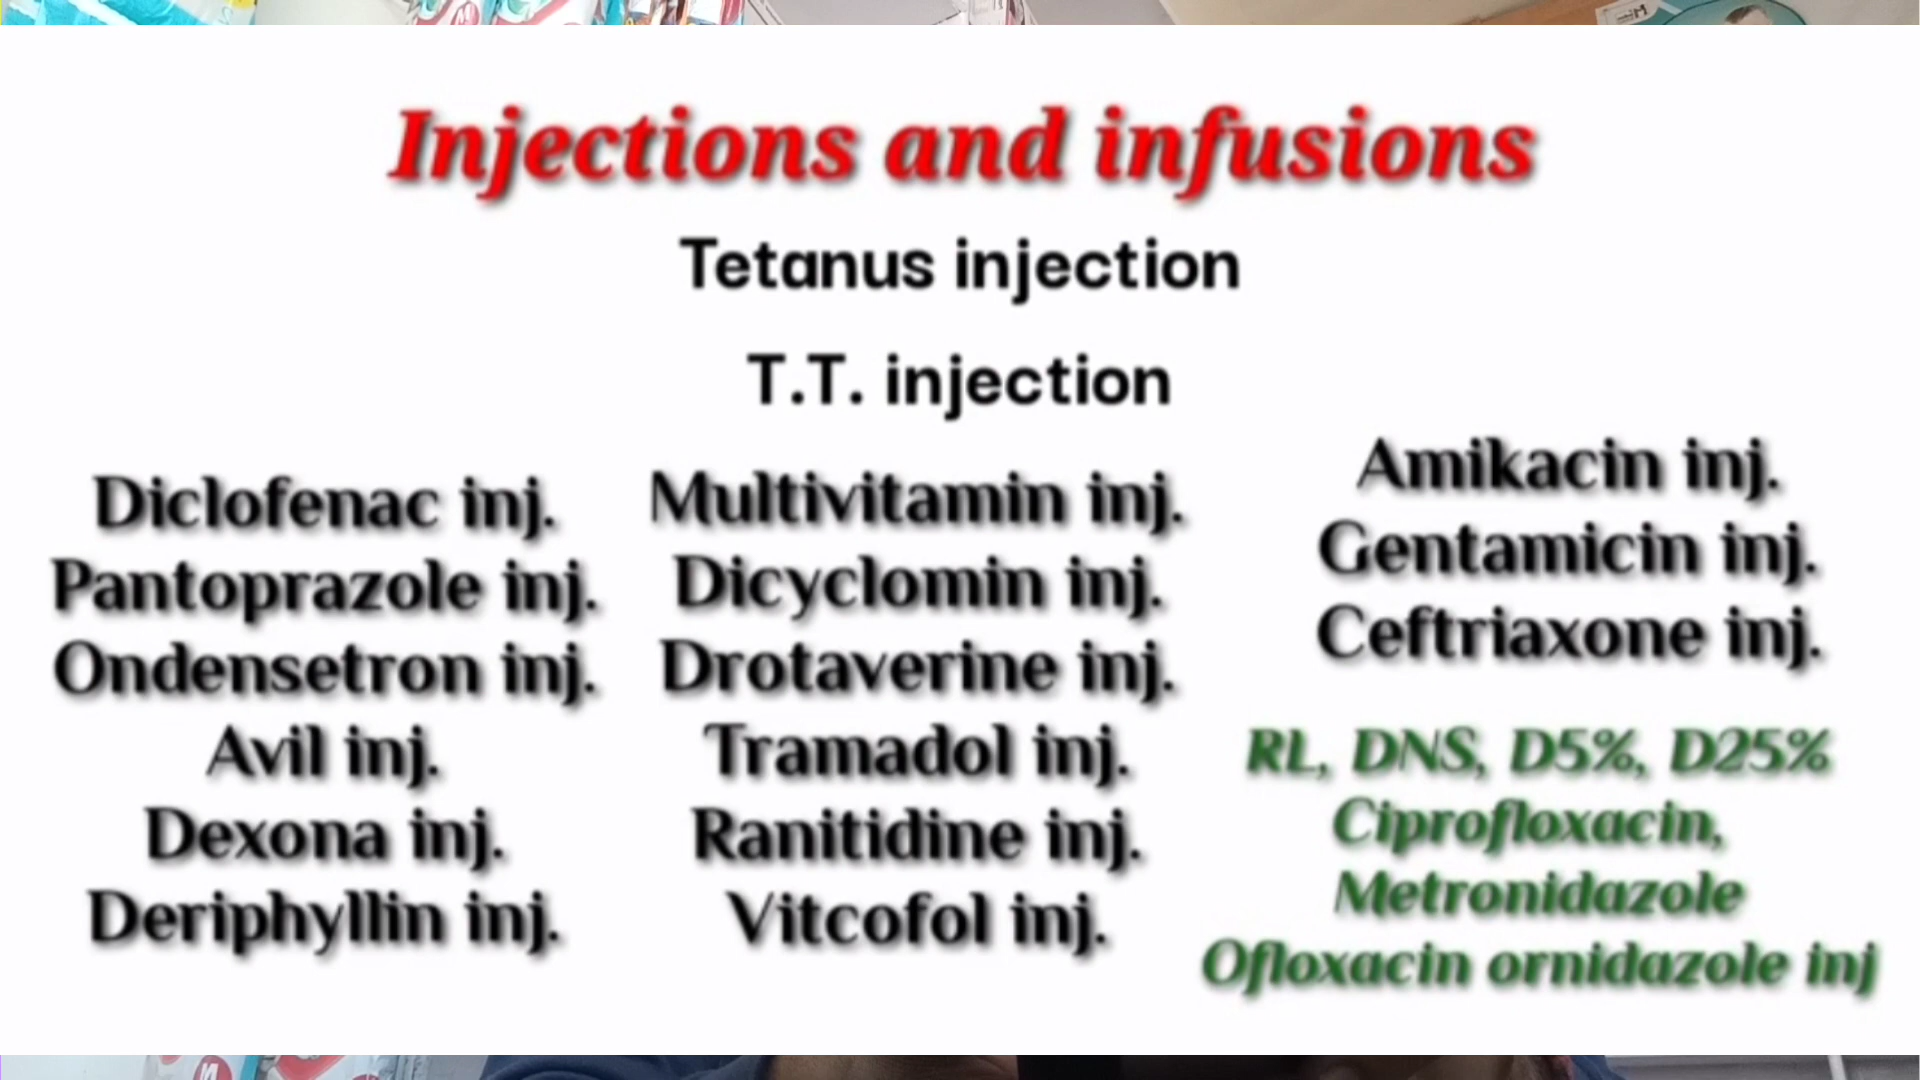 Injections and infusions
Tetanus injection
T.T. injection
Diclofenac inj.
Pantoprazole inj.
Ondensetron inj.
Avil inj.
Dexona inj.
Deriphyllin inj.
Multivitamin inj.
Dicyclomin inj.
Drotaverine inj.
Tramadol inj.
Ranitidine inj.
Vitcofol inj.
Amikacin inj.
Gentamicin inj.
Ceftriaxone inj.
RL, DNS, D5%, D25%
Ciprofloxacin,
Metronidazole
Ofloxacin ornidazole inj